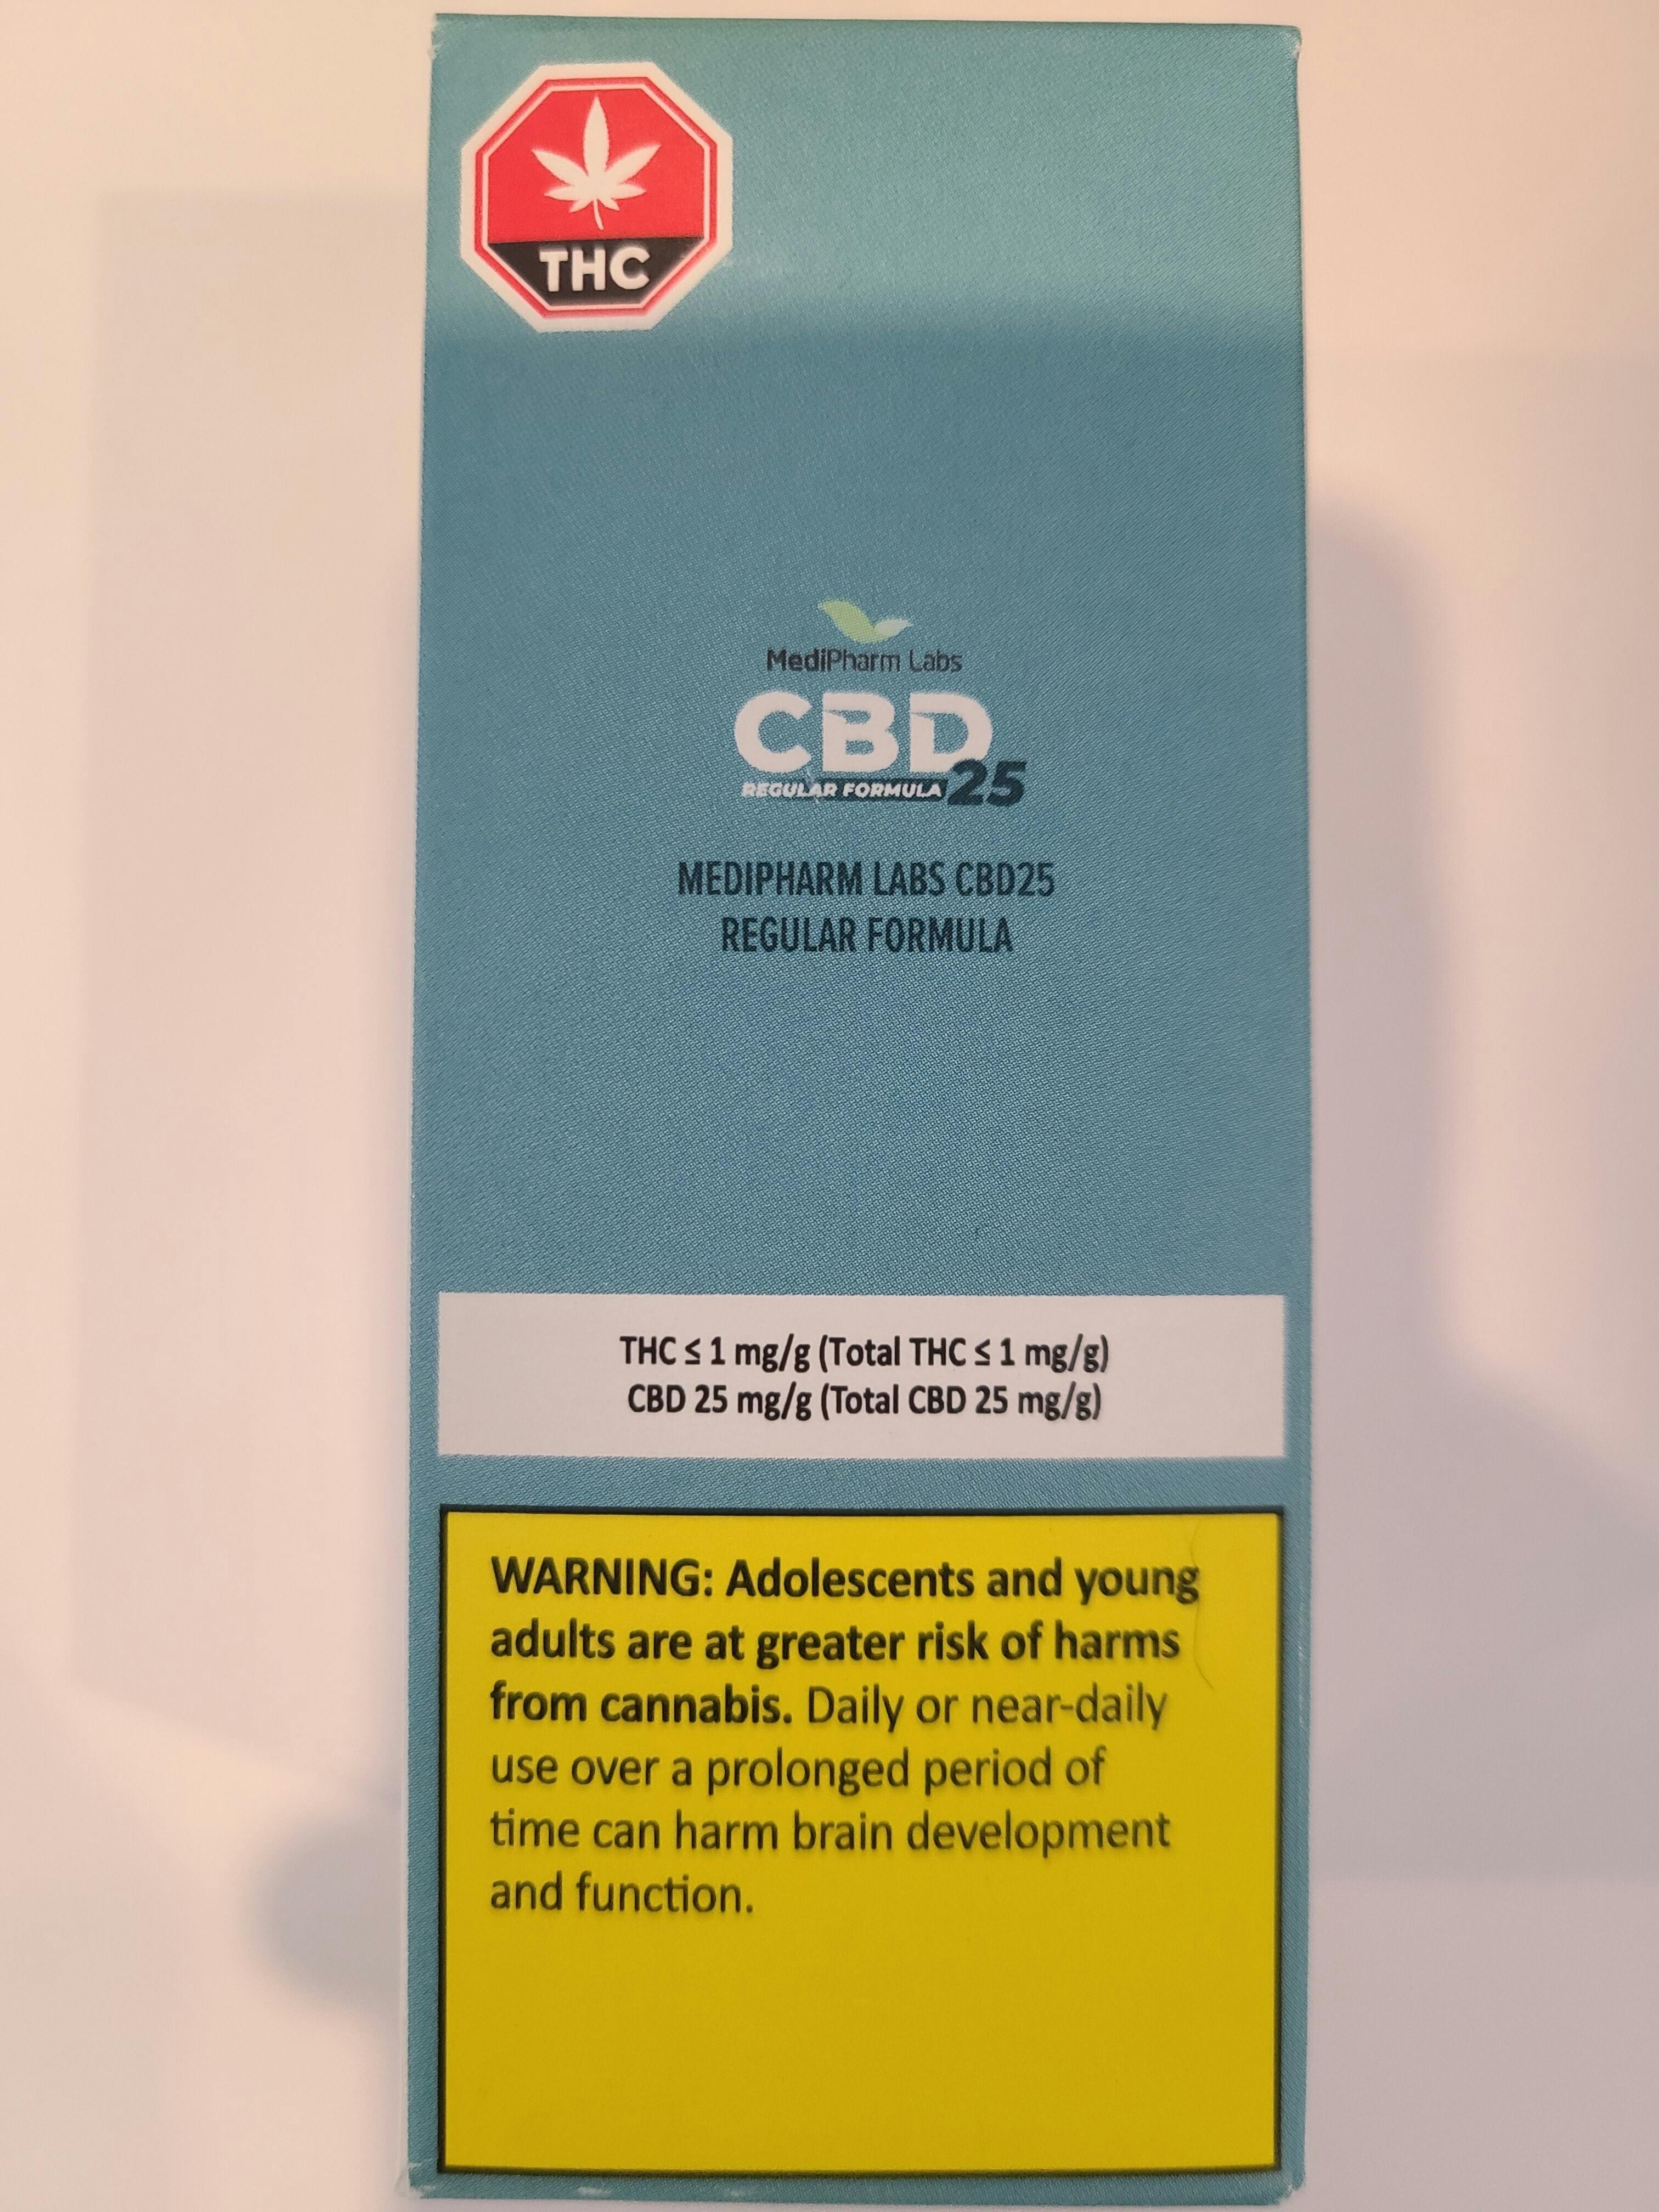 THC
MediPharm Labs
CBD
REGULAR FORMULA 25
MEDIPHARM LABS CBD25
REGULAR FORMULA
THC ≤ 1 mg/g (Total THC ≤ 1 mg/g)
CBD 25 mg/g (Total CBD 25 mg/g)
WARNING: Adolescents and young
adults are at greater risk of harms
from cannabis. Daily or near-daily
use over a prolonged period of
time can harm brain development
and function.